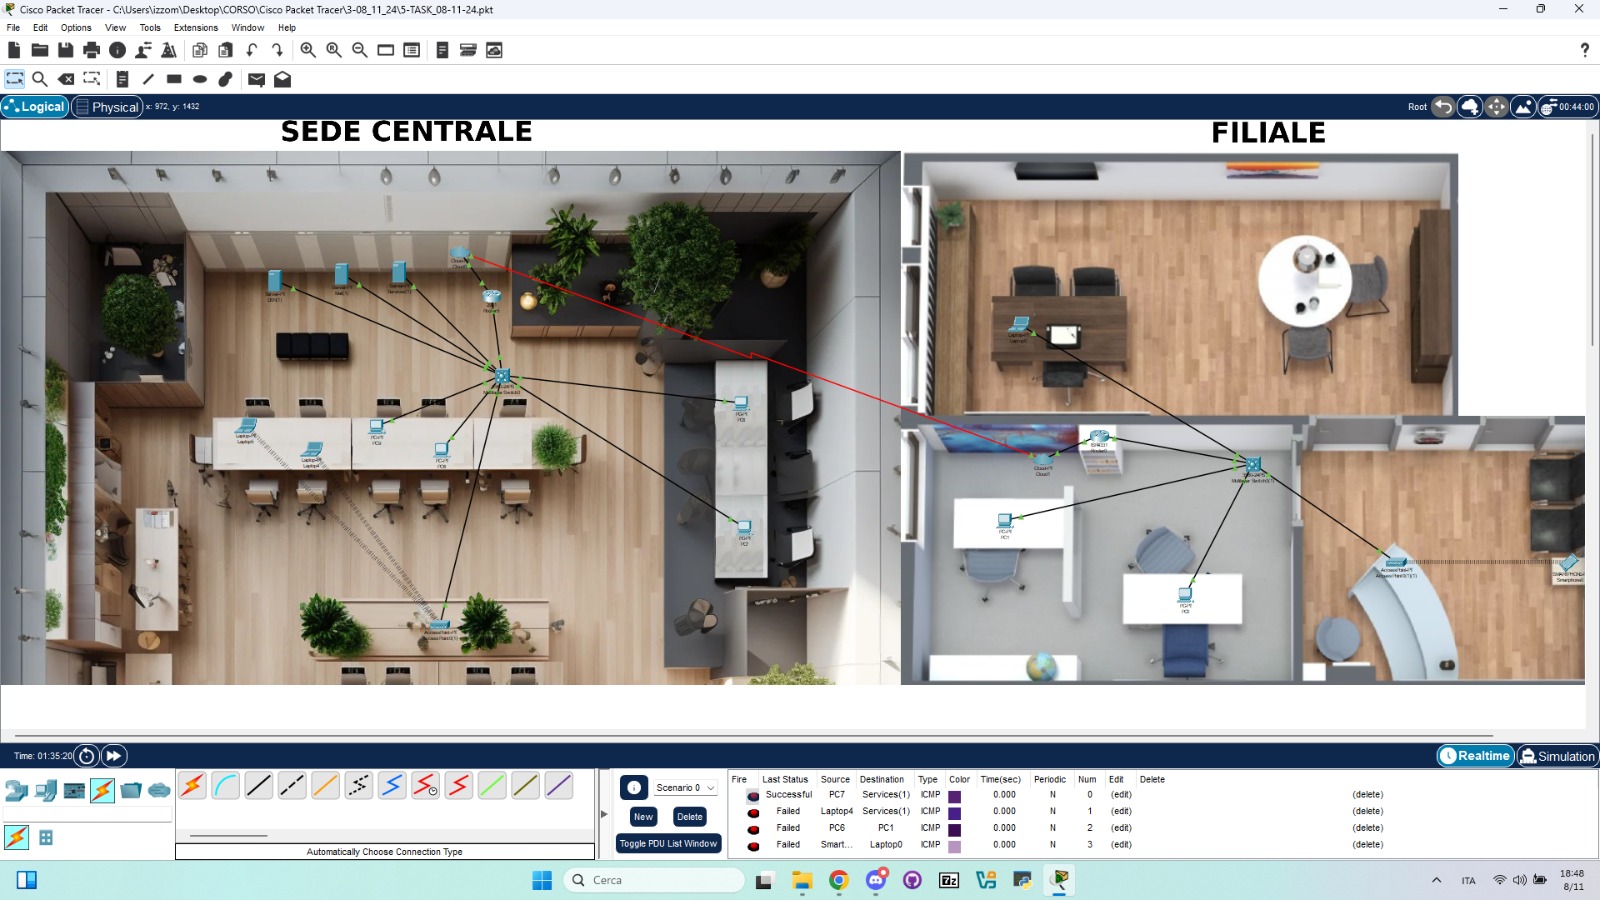 Cisco Packet Tracer - C:\Users\izzom\Desktop\CORSO\Cisco Packet Tracer\3-08_11_24\5-TASK_08-11-24.pkt
File Edit Options View Tools Extensions Window Help
Logical Physical x: 972, y: 1432 Root 00:44:00
SEDE CENTRALE
FILIALE
PC1
Time: 01:35:20 Realtime Simulation
Scenario 0
New Delete
Toggle PDU List Window
Automatically Choose Connection Type
Fire Last Status Source Destination Type Color Time(sec) Periodic Num Edit Delete
Successful PC7 Services(1) ICMP 0.000 N 0 (edit) (delete)
Failed Laptop4 Services(1) ICMP 0.000 N 1 (edit) (delete)
Failed PC6 PC1 ICMP 0.000 N 2 (edit) (delete)
Failed Smart... Laptop0 ICMP 0.000 N 3 (edit) (delete)
Cerca
7z
ITA
18:48
8/11